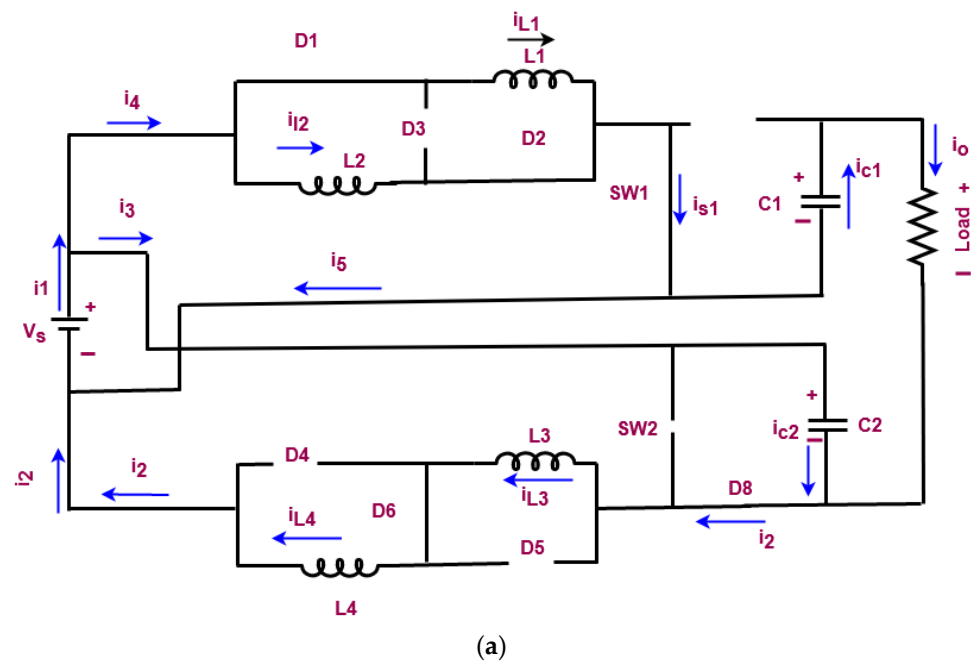 iL1
D1
L1
i4
D3
il2
D2
io
L2
SW1
is1
C1
+
ic1
+
Load
i3
i5
i1
+
Vs
+
SW2
ic2
C2
L3
D4
i2
i2
iL3
D8
D6
iL4
i2
D5
L4
(a)